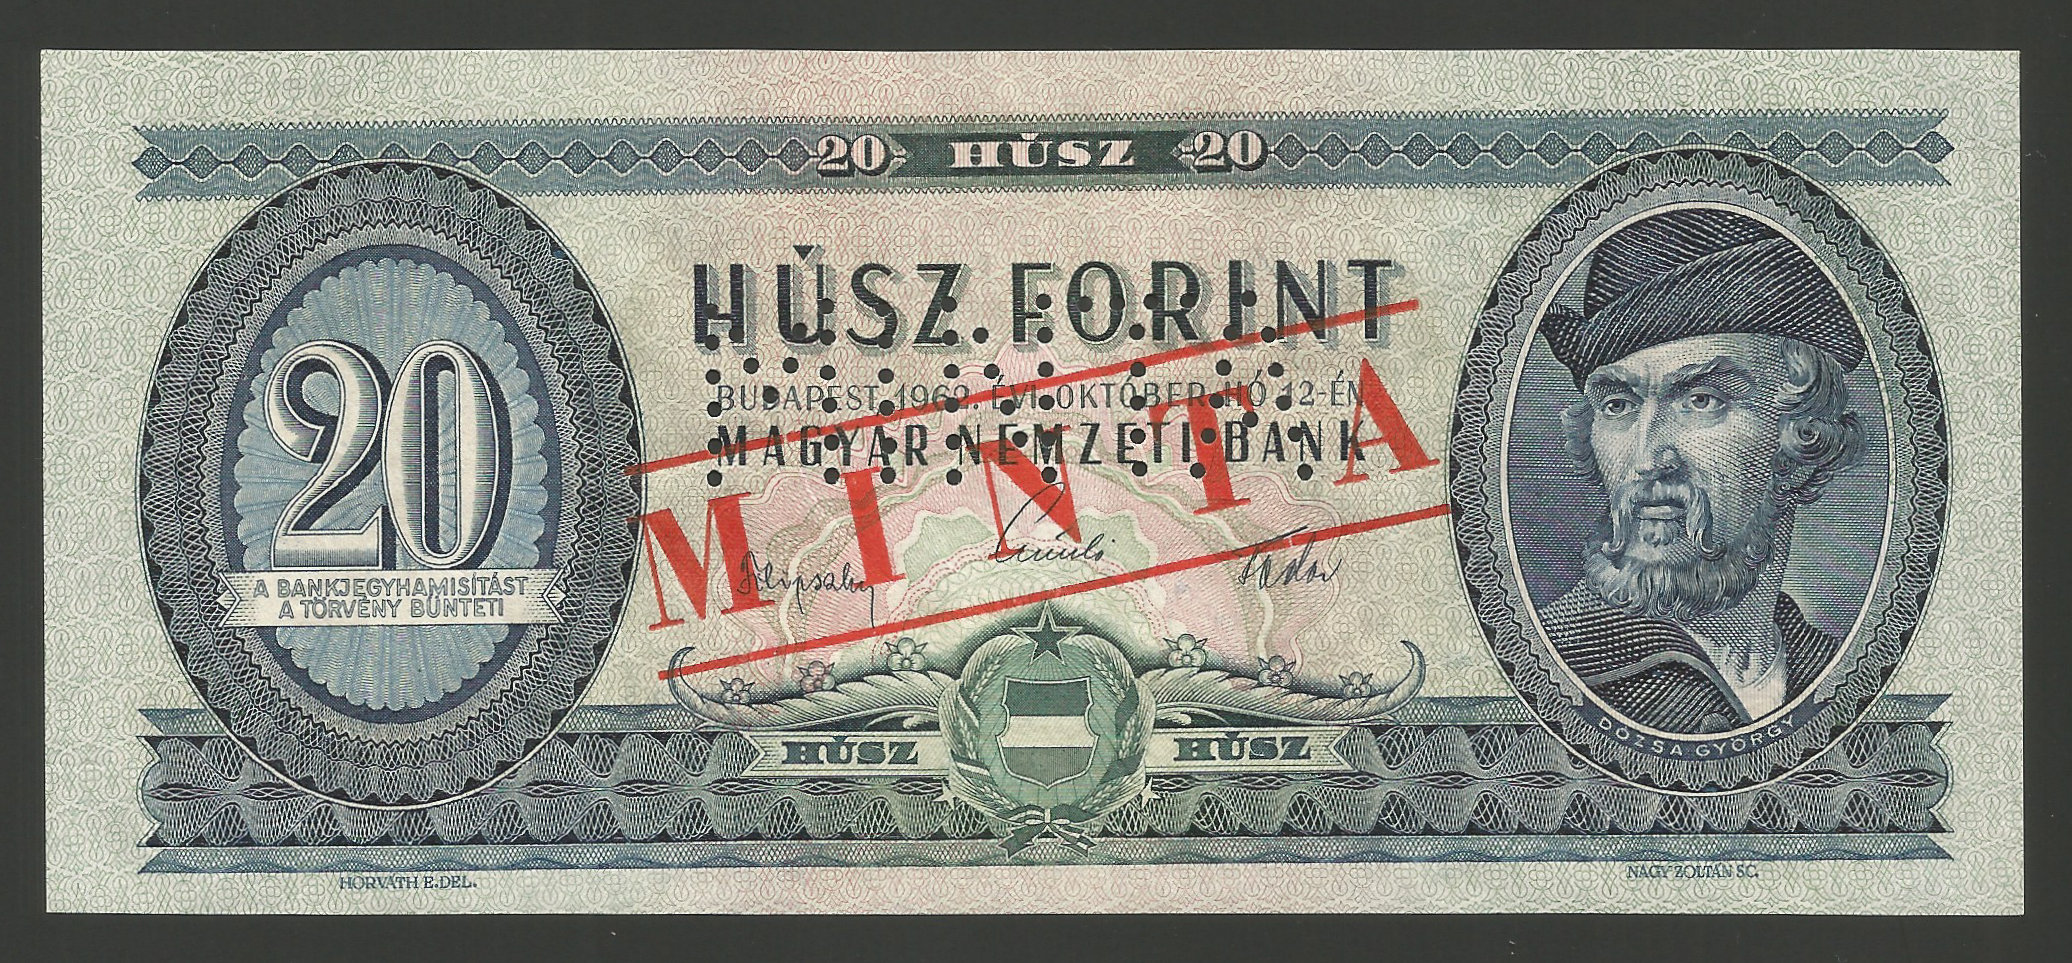 20 HÚSZ 20
HÚSZ FORINT
BUDAPEST, 1962. ÉVI OKTÓBER HÓ 12-ÉN
MAGYAR NEMZETI BANK
MINTA
MINTA
20
A BANKJEGYHAMISÍTÁST
A TÖRVÉNY BÜNTETI
DÓZSA GYÖRGY
HÚSZ HÚSZ
HORVÁTH E. DEL.
NAGY ZOLTÁN SC.